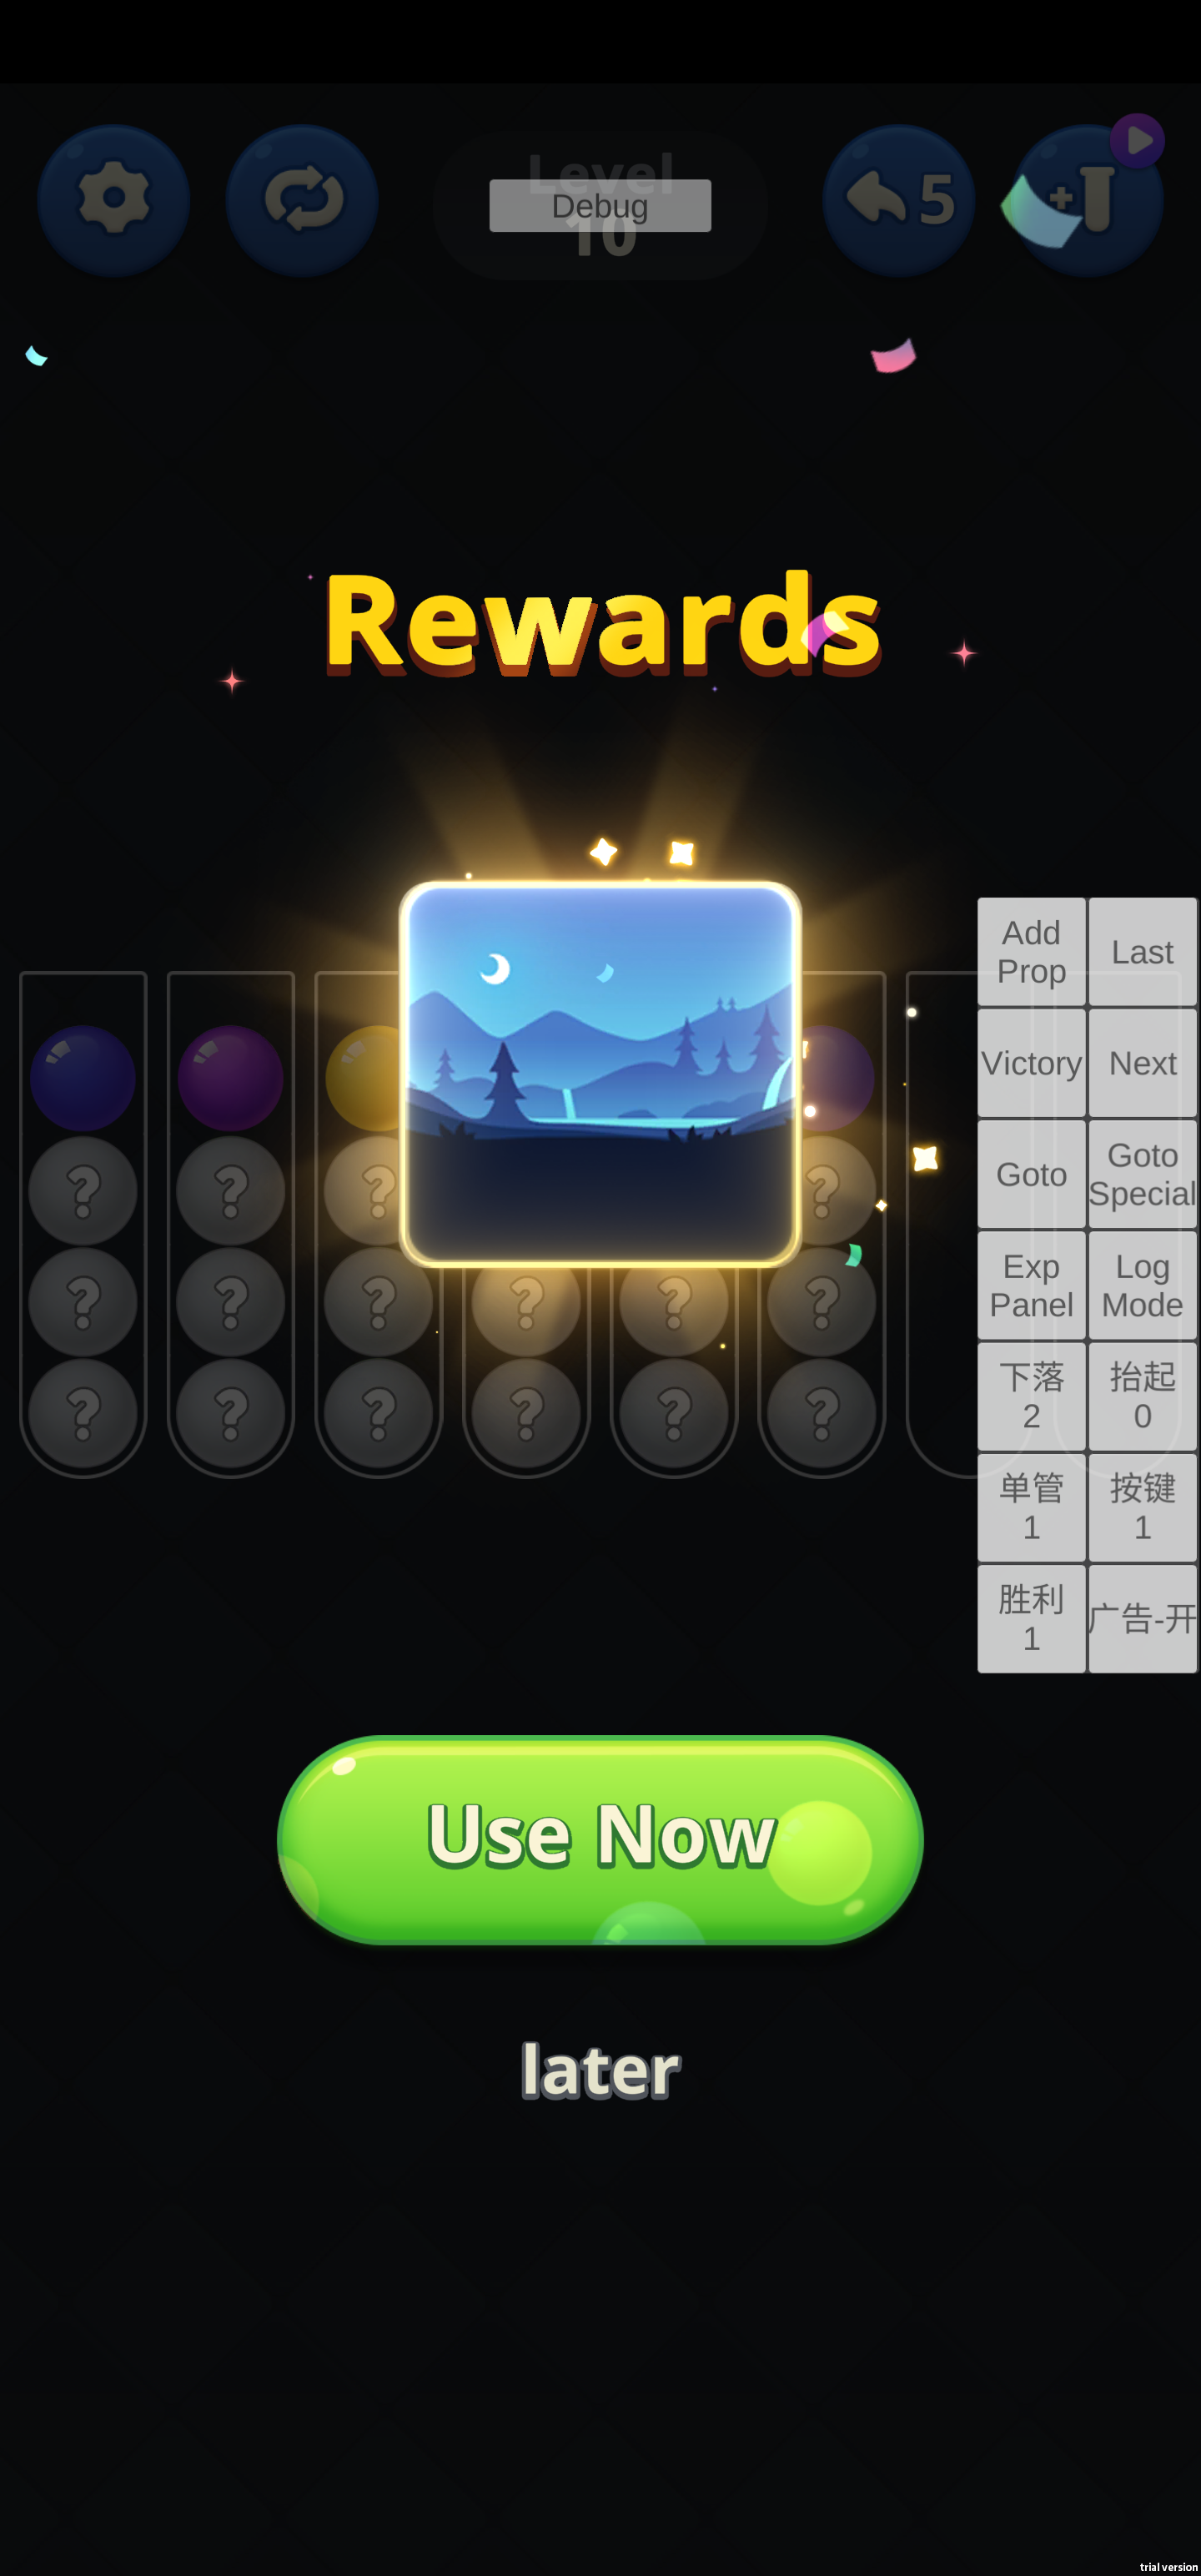 Level
Debug
10
5
+
Rewards
Add
Prop
Last
Victory
Next
Goto
Goto
Special
Exp
Panel
Log
Mode
下落
2
抬起
0
单管
1
按键
1
胜利
1
广告-开
? ? ? ?
? ? ? ? ? ?
? ? ? ? ? ?
Use Now
later
trial version